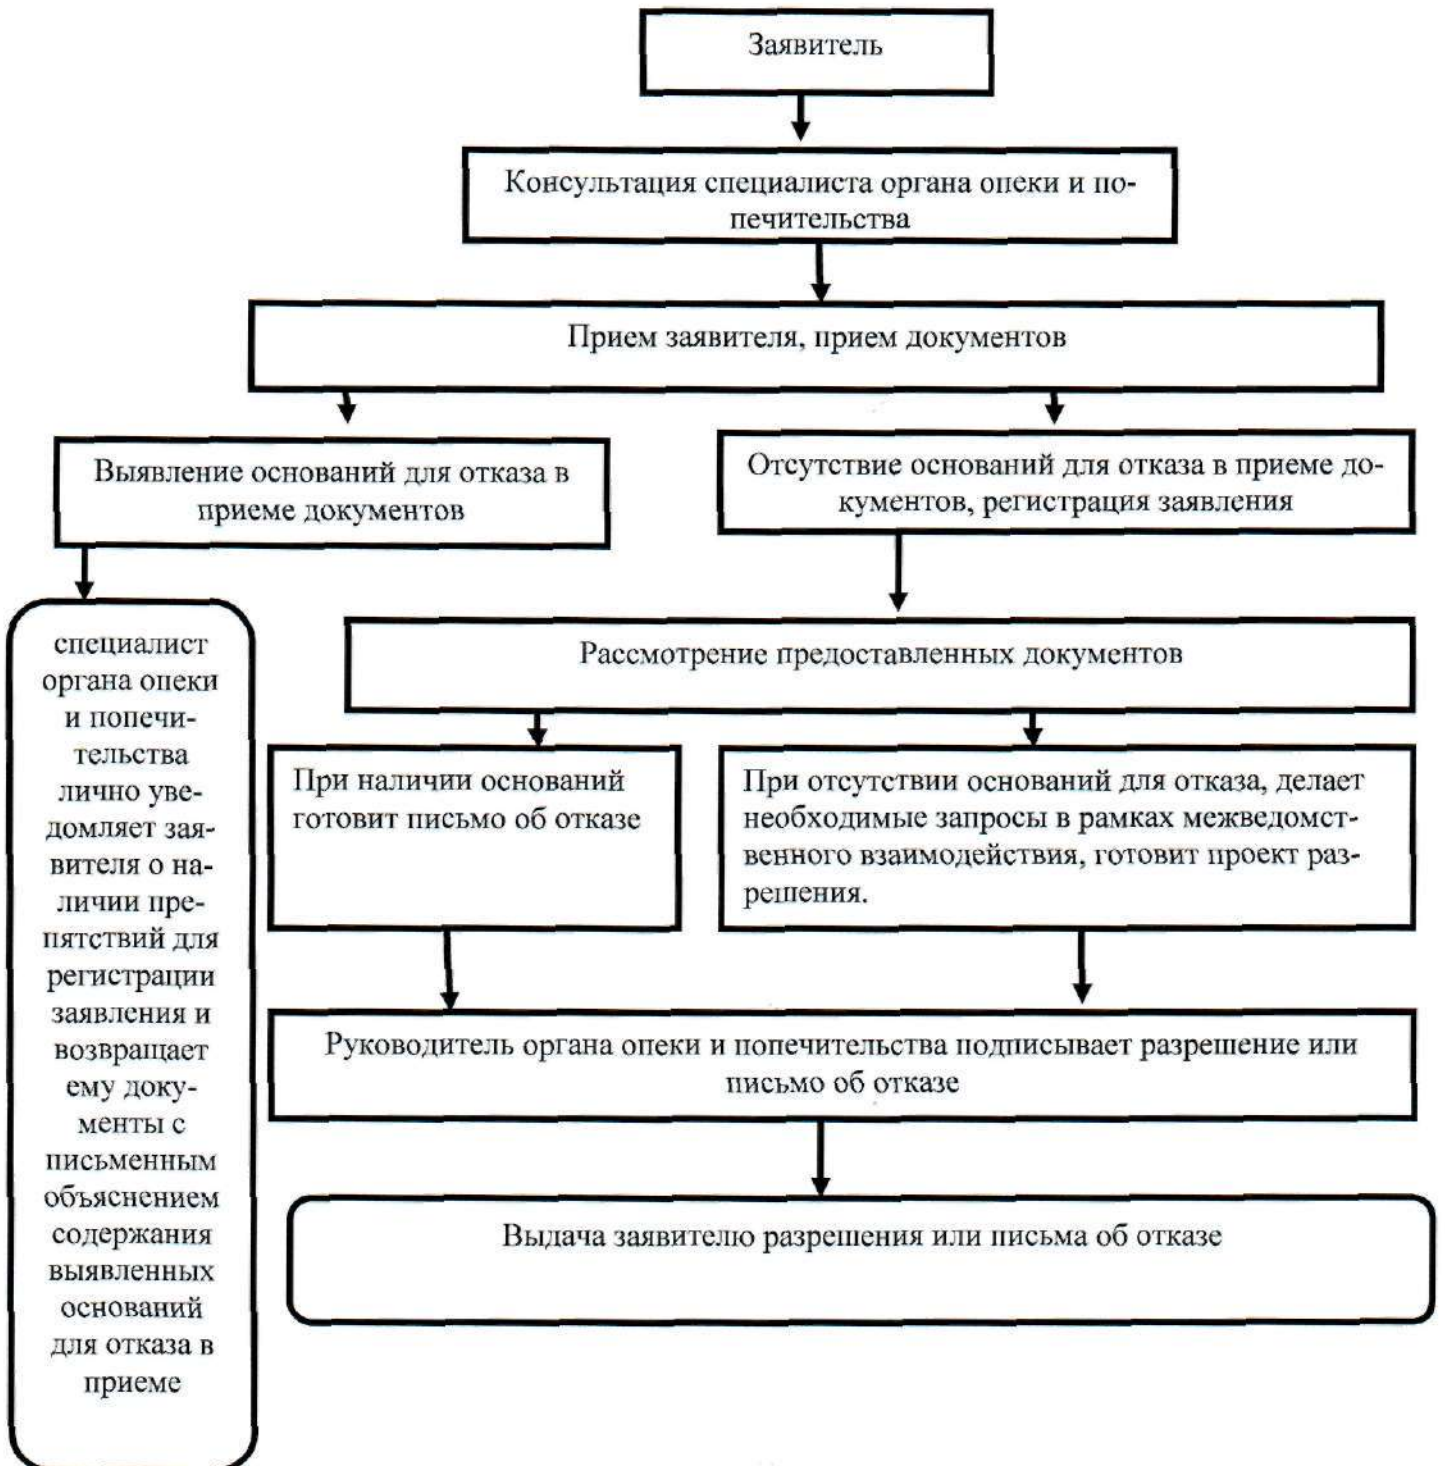 Заявитель
Консультация специалиста органа опеки и по-
печительства
Прием заявителя, прием документов
Выявление оснований для отказа в
приеме документов
Отсутствие оснований для отказа в приеме до-
кументов, регистрация заявления
специалист
органа опеки
и попечи-
тельства
лично уве-
домляет зая-
вителя о на-
личии пре-
пятствий для
регистрации
заявления и
возвращает
ему доку-
менты с
письменным
объяснением
содержания
выявленных
оснований
для отказа в
приеме
Рассмотрение предоставленных документов
При наличии оснований
готовит письмо об отказе
При отсутствии оснований для отказа, делает
необходимые запросы в рамках межведомст-
венного взаимодействия, готовит проект раз-
решения.
Руководитель органа опеки и попечительства подписывает разрешение или
письмо об отказе
Выдача заявителю разрешения или письма об отказе